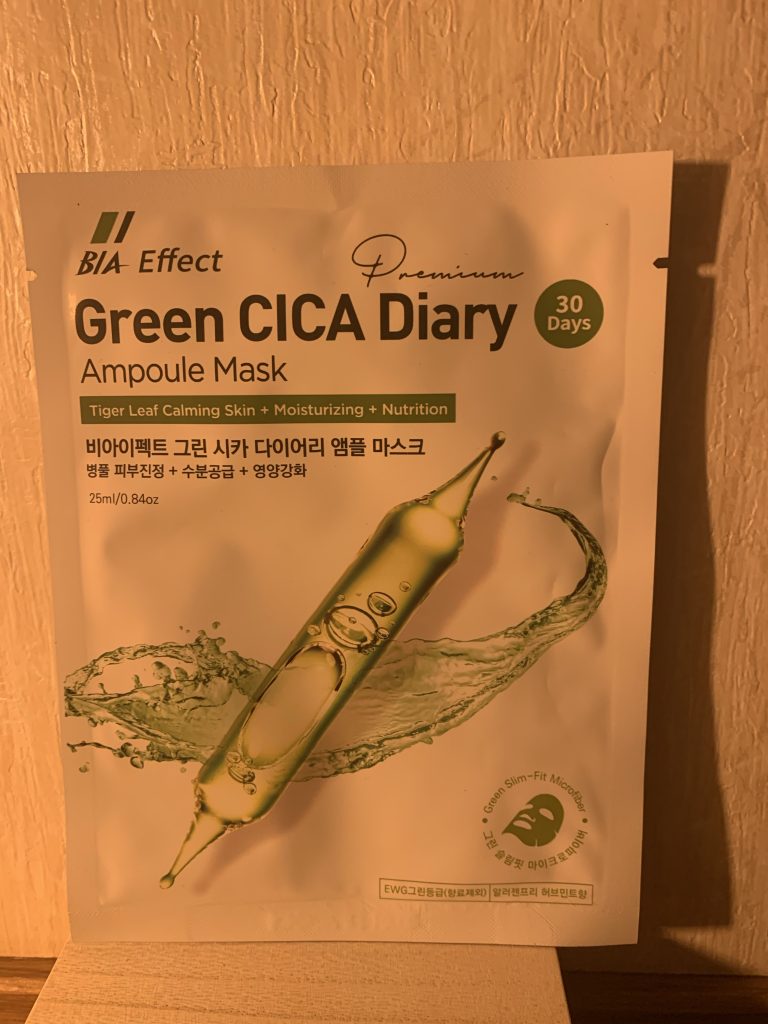 BIA Effect
Premium
Green CICA Diary
30
Days
Ampoule Mask
Tiger Leaf Calming Skin + Moisturizing + Nutrition
비아이펙트 그린 시카 다이어리 앰플 마스크
병풀 피부진정 + 수분공급 + 영양강화
25ml/0.84oz
Green Slim-Fit Microfiber
그린 슬림핏 마이크로파이버
EWG그린등급(향료제외) 알러젠프리 허브민트향